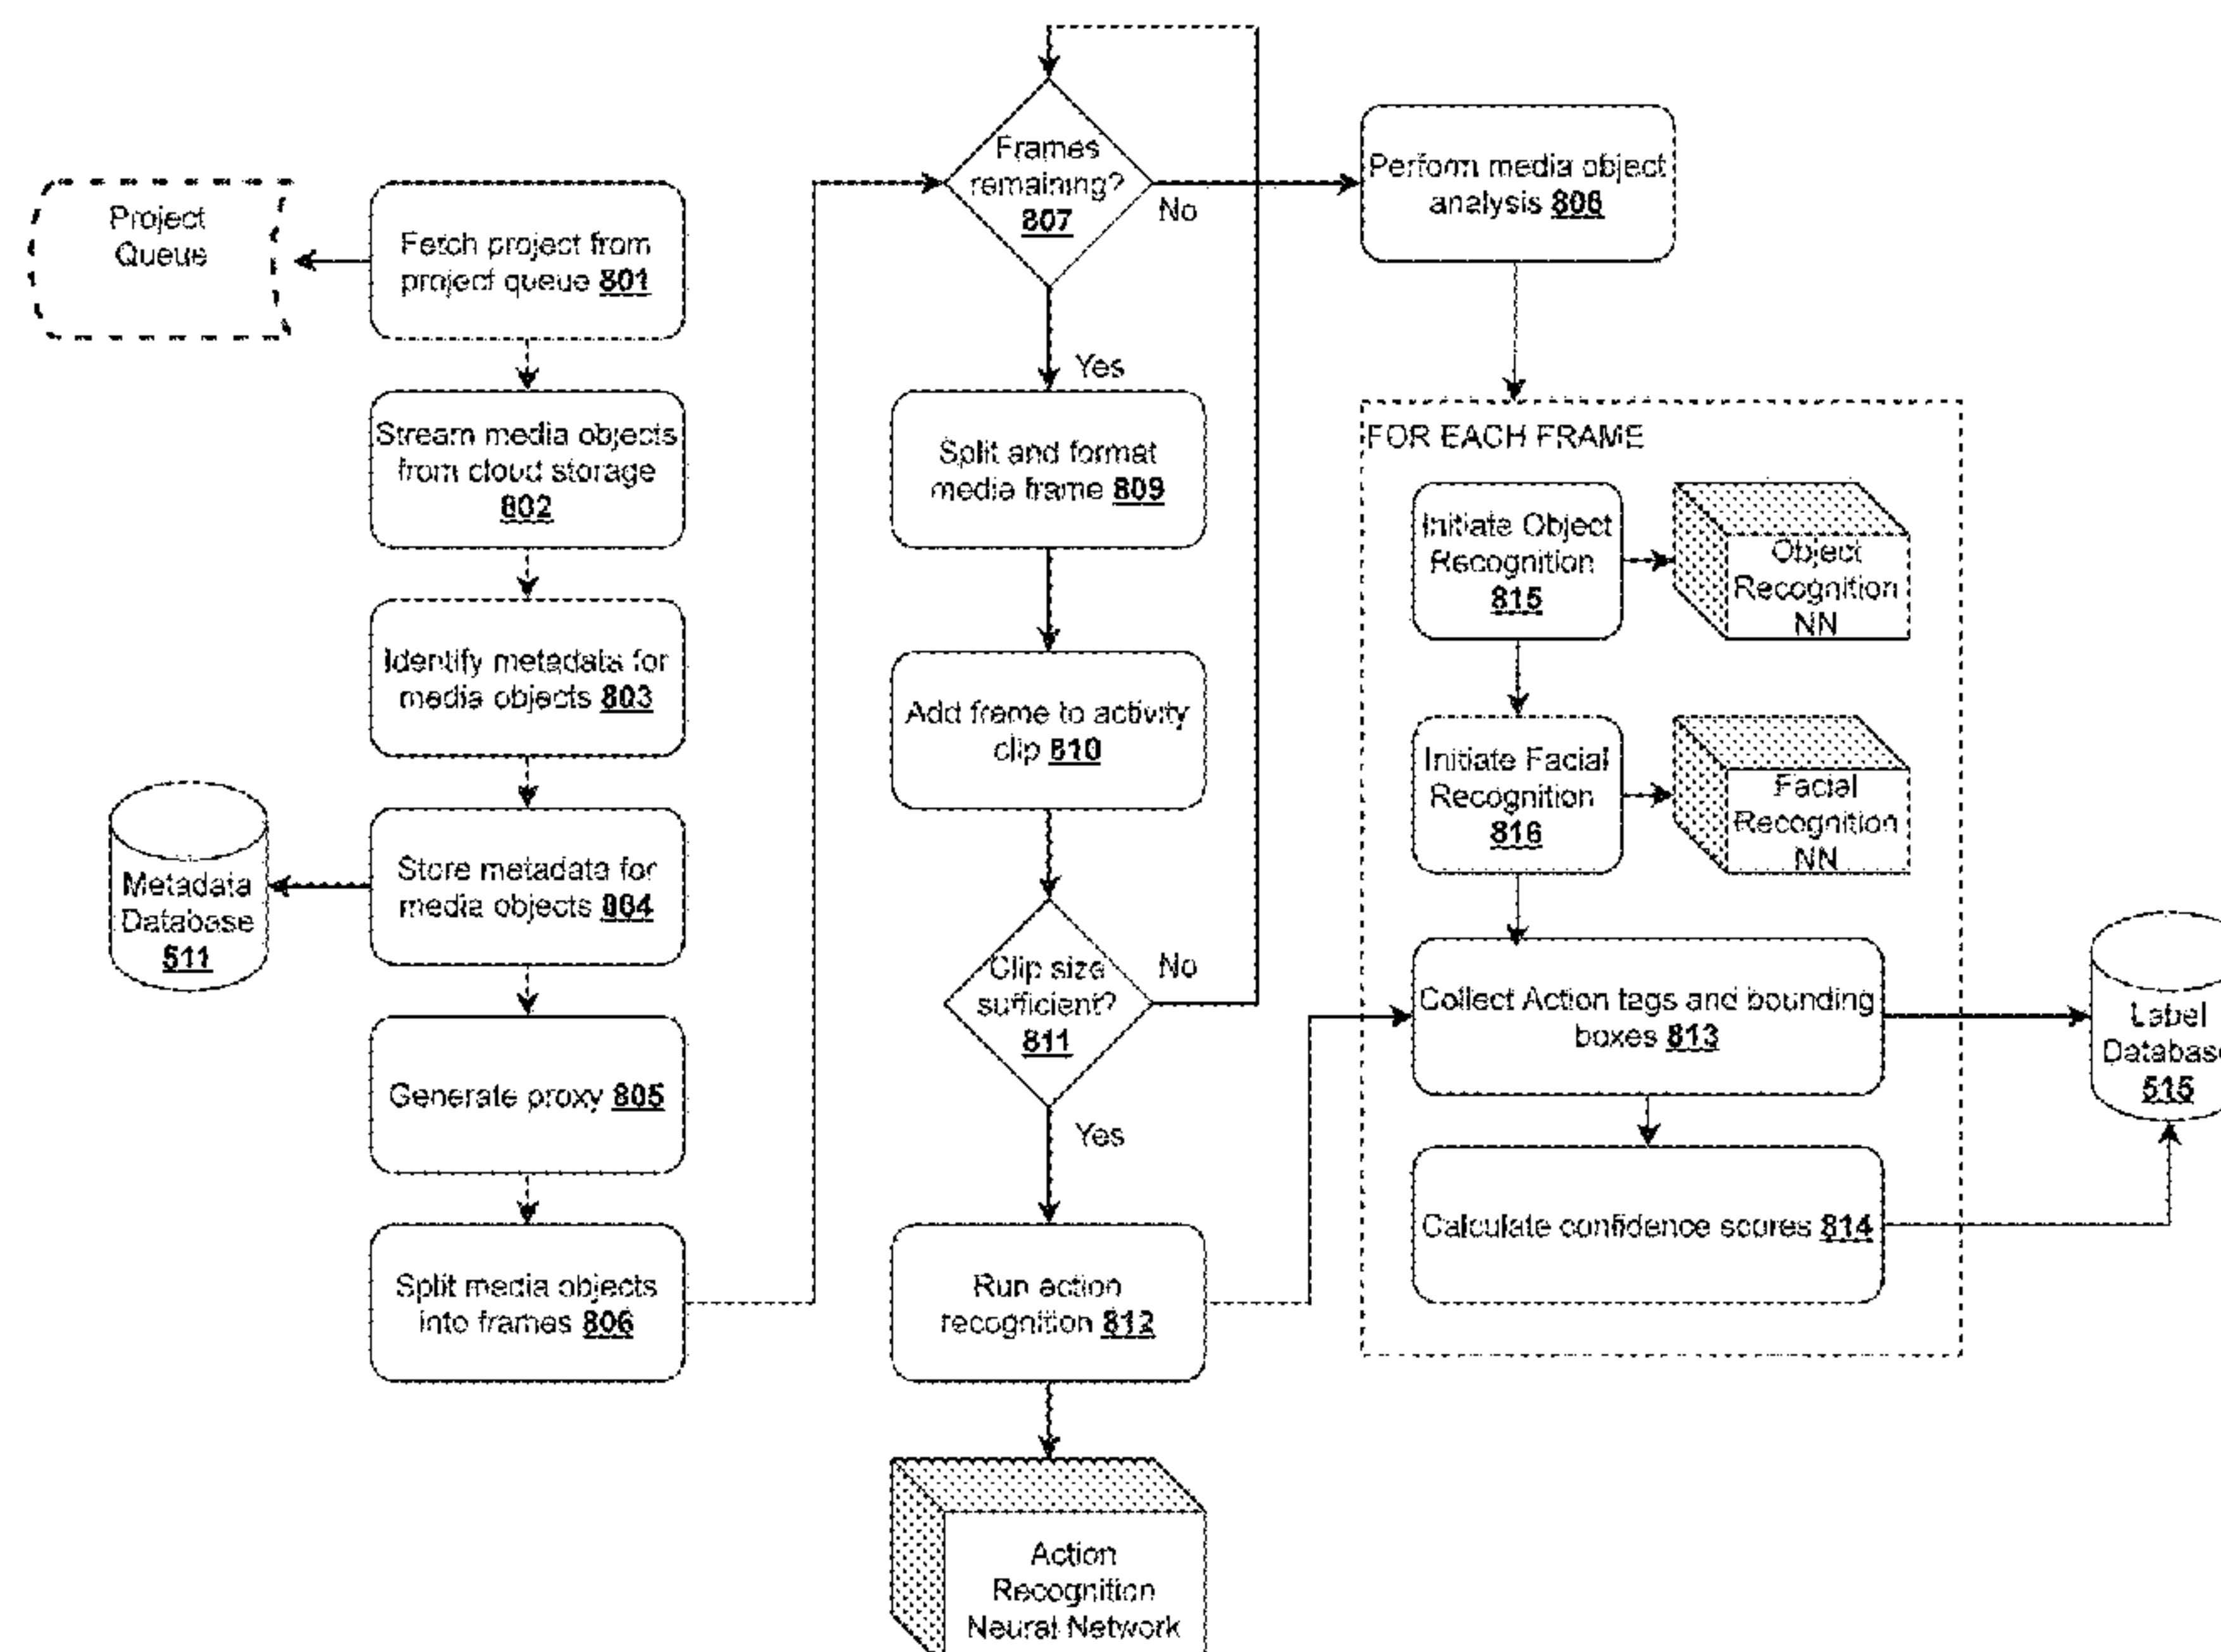 Project
Queue
Fetch project from
project queue 801
Stream media objects
from cloud storage
802
Identify metadata for
media objects 803
Store metadata for
media objects 804
Metadata
Database
511
Generate proxy 805
Split media objects
into frames 806
Frames
remaining?
807
No
Yes
Split and format
media frame 809
Add frame to activity
clip 810
Clip size
sufficient?
811
No
Yes
Run action
recognition 812
Action
Recognition
Neural Network
Perform media object
analysis 808
FOR EACH FRAME
Initiate Object
Recognition
815
Object
Recognition
NN
Initiate Facial
Recognition
816
Facial
Recognition
NN
Collect Action tags and bounding
boxes 813
Calculate confidence scores 814
Label
Database
515